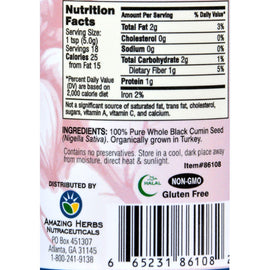 Nutrition Facts
Serving Size:
1 tsp (5.0g)
Servings 18
Calories 25
from Fat 15
*Percent Daily Value
(DV) are based on
2,000 calorie diet
Amount Per Serving % Daily Value*
Total Fat 2g 3%
Cholesterol 0g 0%
Sodium 0g 0%
Total Carbohydrate 2g 1%
Dietary Fiber 1g 5%
Protein 1g
Iron 2%
Not a significant source of saturated fat, trans fat, cholesterol,
sugars, vitamin A, vitamin C, and calcium.
INGREDIENTS: 100% Pure Whole Black Cumin Seed
(Nigella Sativa). Organically grown in Turkey.
Contains no preservatives. Store in a cool, dark place away
from moisture, direct heat & sunlight.
Item#86108
DISTRIBUTED BY
AMAZING HERBS
NUTRACEUTICALS
PO BOX 451307
Atlanta, GA 31145
1-800-241-9138
HALAL
NON-GMO
Gluten Free
6 65231 86108 2